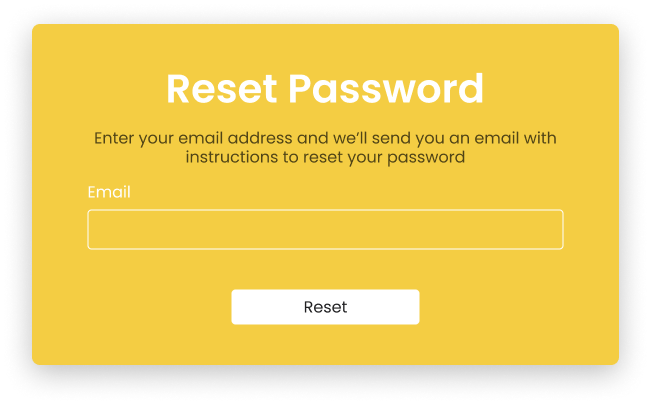 Reset Password
Enter your email address and we’ll send you an email with
instructions to reset your password
Email
Reset